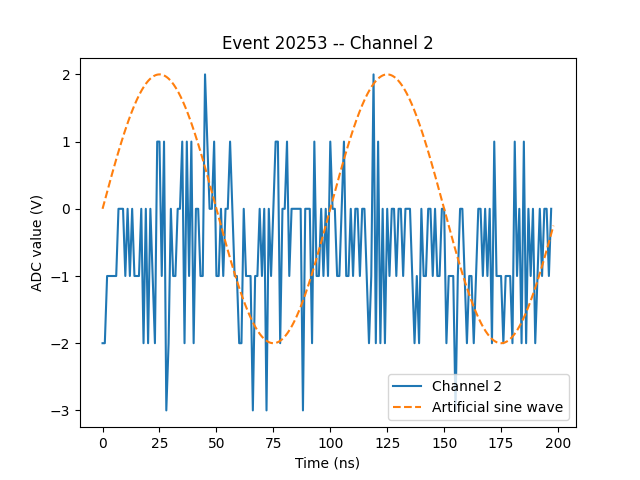 Event 20253 -- Channel 2
ADC value (V)
2
1
0
−1
−2
−3
Channel 2
Artificial sine wave
0 25 50 75 100 125 150 175 200
Time (ns)